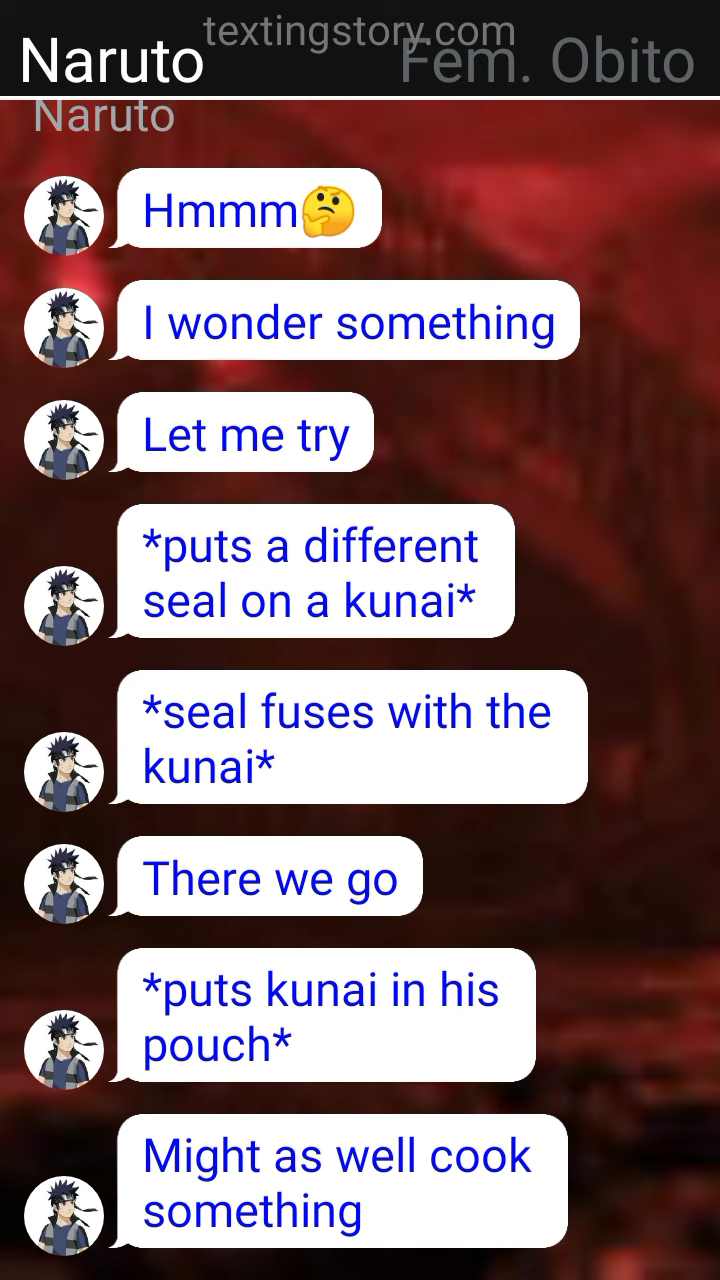 textingstory.com
Naruto
Fem. Obito
Naruto
Hmmm🤔
I wonder something
Let me try
*puts a different
seal on a kunai*
*seal fuses with the
kunai*
There we go
*puts kunai in his
pouch*
Might as well cook
something